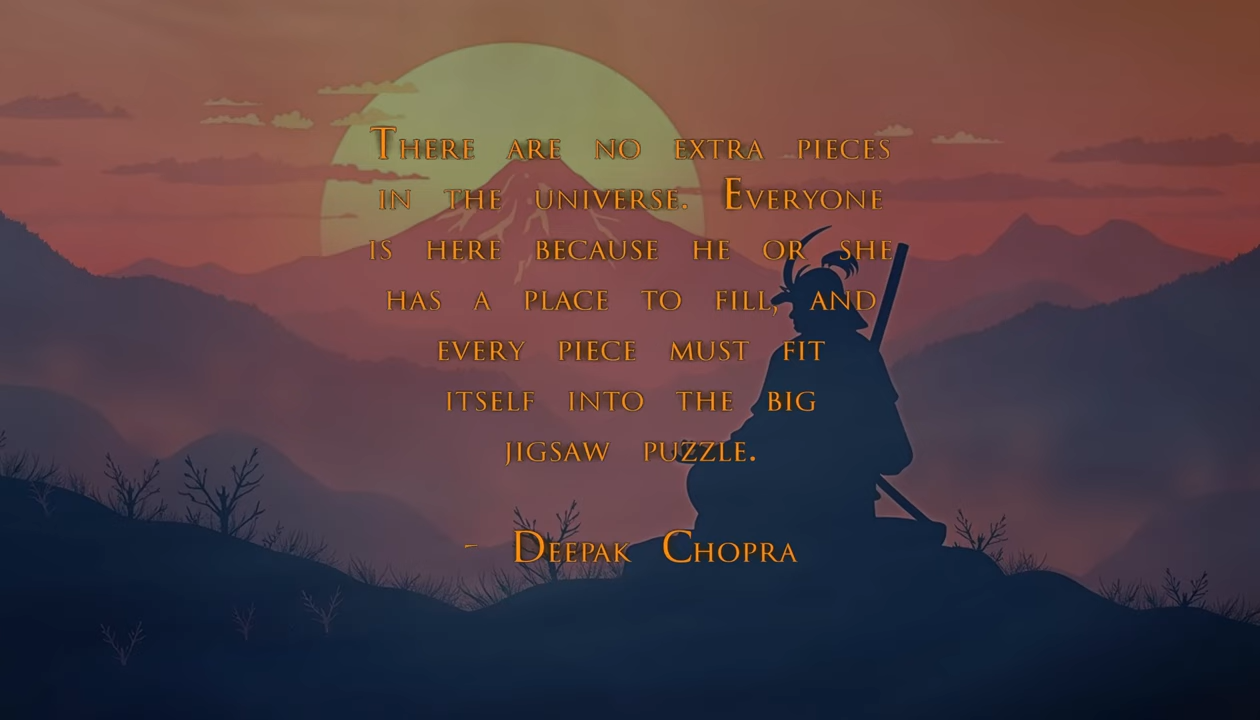 There are no extra pieces
in the universe. Everyone
is here because he or she
has a place to fill, and
every piece must fit
itself into the big
jigsaw puzzle.
- Deepak Chopra